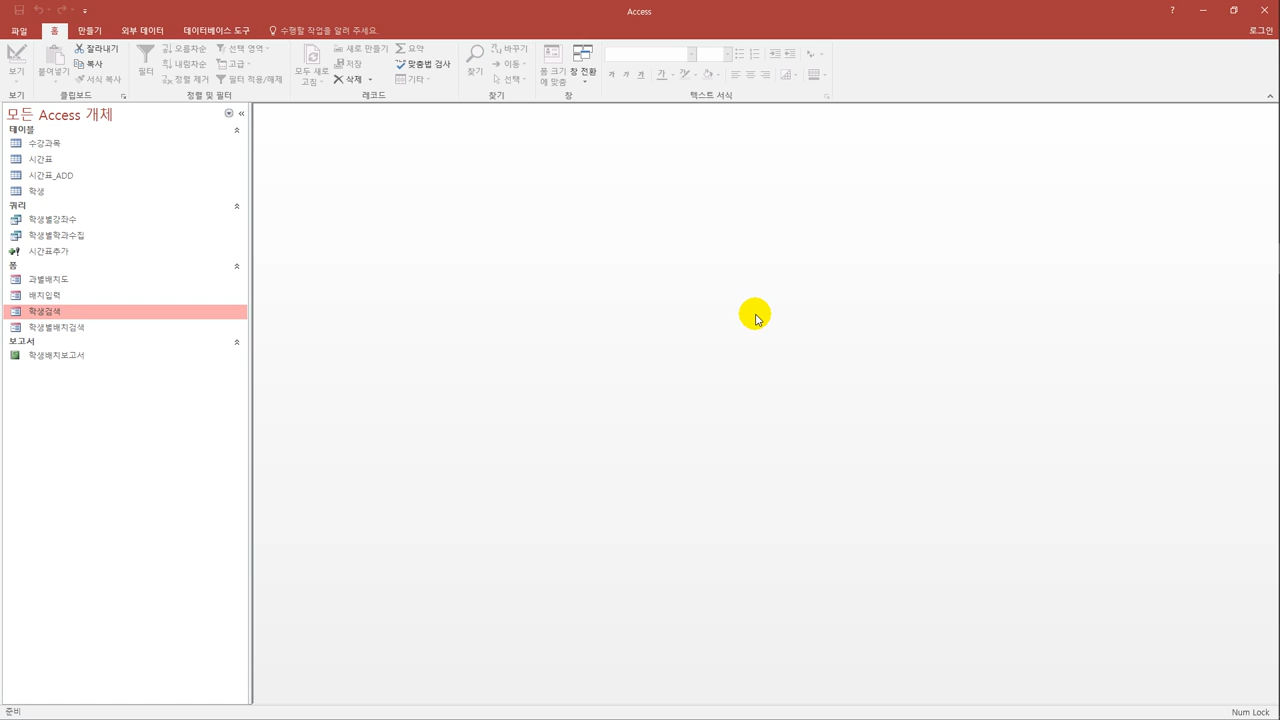 Access
?
파일 홈 만들기 외부 데이터 데이터베이스 도구 수행할 작업을 알려 주세요. 로그인
보기
붙여넣기
잘라내기
복사
서식 복사
필터
오름차순
내림차순
정렬 제거
선택 영역
고급
필터 적용/해제
모두 새로
고침
새로 만들기
저장
삭제
요약
맞춤법 검사
기타
찾기
바꾸기
이동
선택
폼 크기
에 맞춤
창 전환
가 가 가 가
보기 클립보드 정렬 및 필터 레코드 찾기 창 텍스트 서식
모든 Access 개체
테이블
수강과목
시간표
시간표_ADD
학생
쿼리
학생별강좌수
학생별학과수집
시간표추가
폼
과별배치도
배치입력
학생검색
학생별배치검색
보고서
학생배치보고서
준비 Num Lock